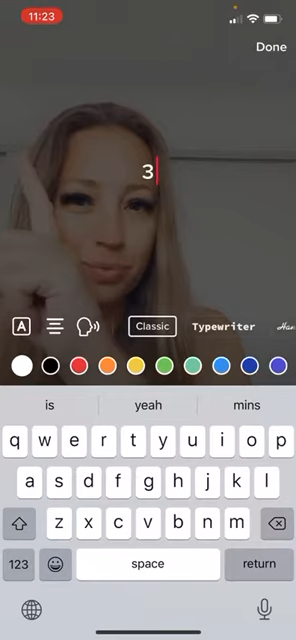 11:23
Done
3
A
Classic Typewriter
is yeah mins
q w e r t y u i o p
a s d f g h j k l
z x c v b n m
123 space return